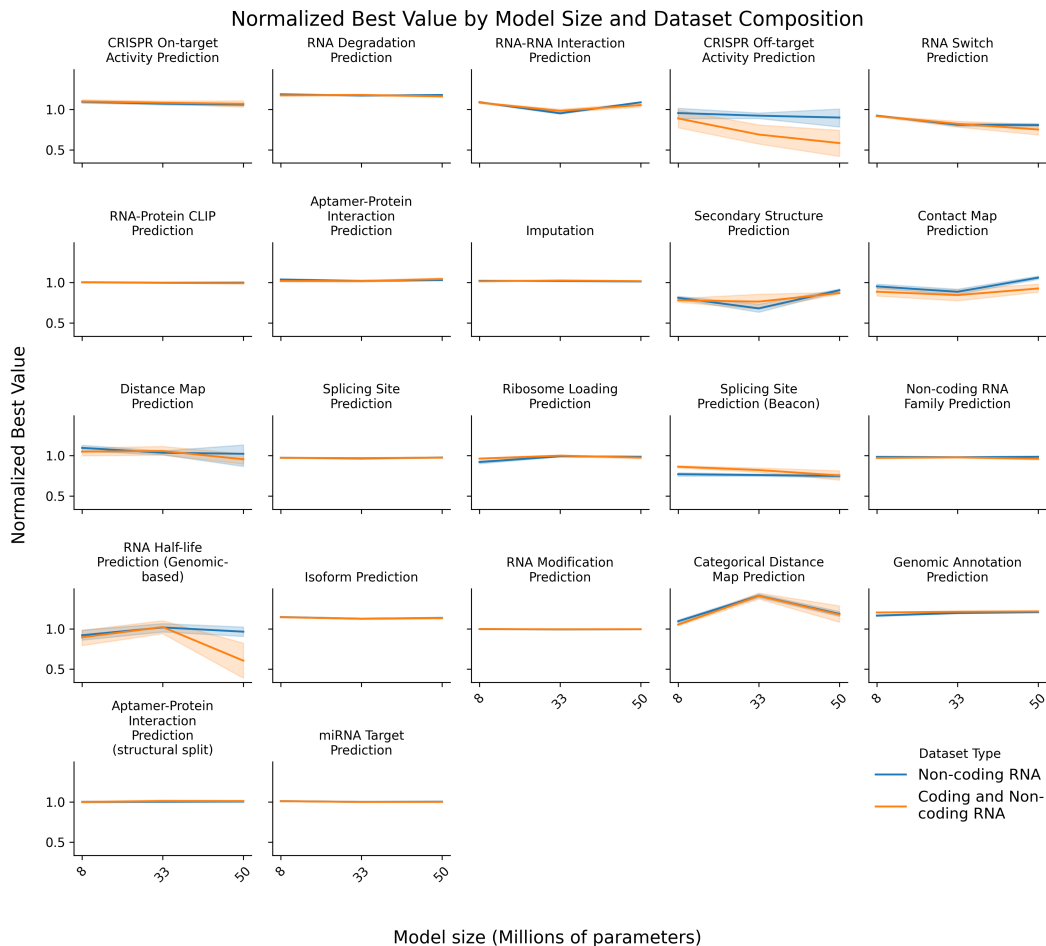 Normalized Best Value by Model Size and Dataset Composition
CRISPR On-target
Activity Prediction
RNA Degradation
Prediction
RNA-RNA Interaction
Prediction
CRISPR Off-target
Activity Prediction
RNA Switch
Prediction
1.0
0.5
RNA-Protein CLIP
Prediction
Aptamer-Protein
Interaction
Prediction
Imputation
Secondary Structure
Prediction
Contact Map
Prediction
1.0
0.5
Normalized Best Value
Distance Map
Prediction
Splicing Site
Prediction
Ribosome Loading
Prediction
Splicing Site
Prediction (Beacon)
Non-coding RNA
Family Prediction
1.0
0.5
RNA Half-life
Prediction (Genomic-
based)
Isoform Prediction
RNA Modification
Prediction
Categorical Distance
Map Prediction
Genomic Annotation
Prediction
1.0
0.5
8 33 50
8 33 50
8 33 50
Aptamer-Protein
Interaction
Prediction
(structural split)
miRNA Target
Prediction
1.0
0.5
8 33 50
8 33 50
Dataset Type
Non-coding RNA
Coding and Non-
coding RNA
Model size (Millions of parameters)